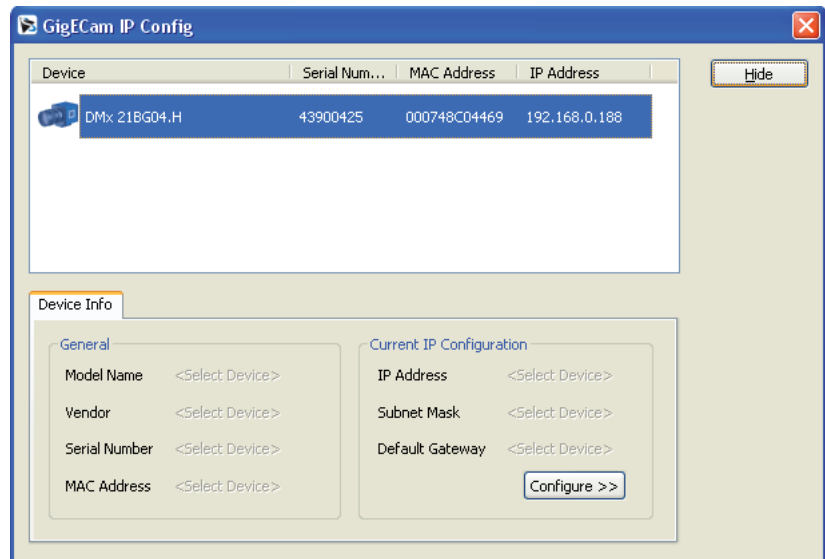 GigECam IP Config
Device Serial Num... MAC Address IP Address
Hide
DMx 21BG04.H 43900425 000748C04469 192.168.0.188
Device Info
General
Model Name <Select Device>
Vendor <Select Device>
Serial Number <Select Device>
MAC Address <Select Device>
Current IP Configuration
IP Address <Select Device>
Subnet Mask <Select Device>
Default Gateway <Select Device>
Configure >>